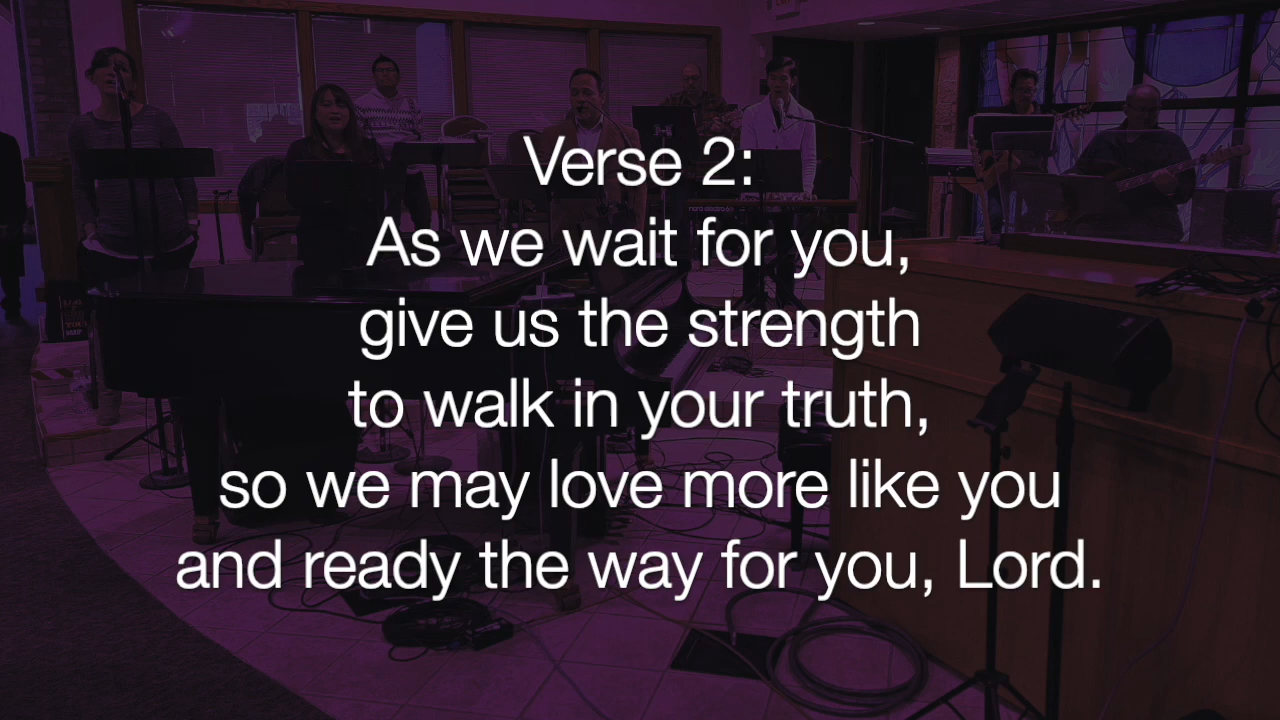 Verse 2:
As we wait for you,
give us the strength
to walk in your truth,
so we may love more like you
and ready the way for you, Lord.